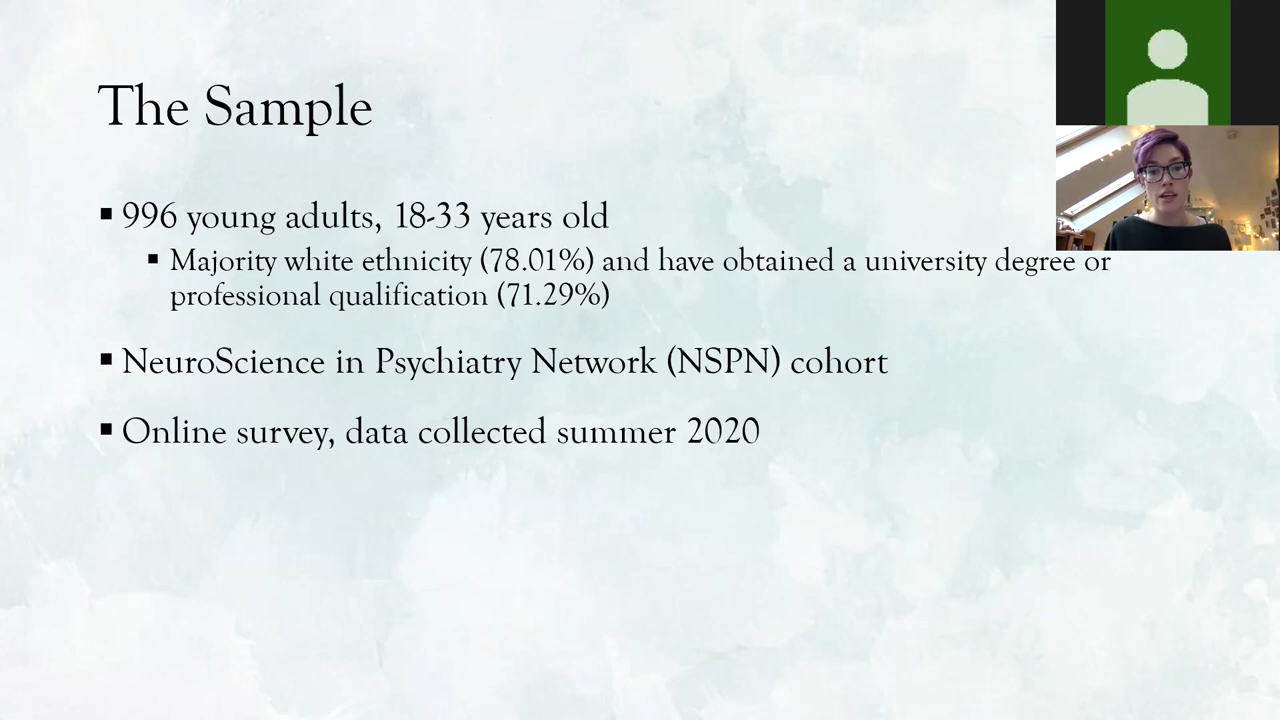 The Sample
▪ 996 young adults, 18-33 years old
▪ Majority white ethnicity (78.01%) and have obtained a university degree or
professional qualification (71.29%)
▪ NeuroScience in Psychiatry Network (NSPN) cohort
▪ Online survey, data collected summer 2020